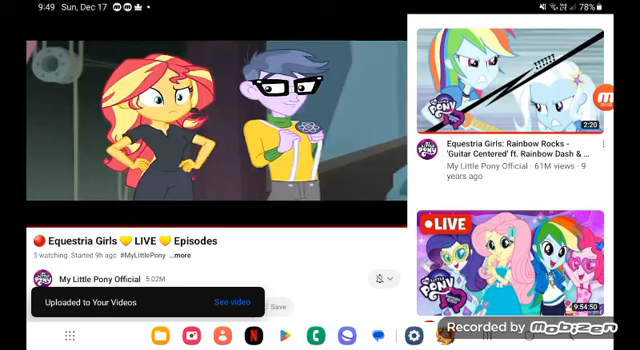 9:49 Sun, Dec 17
78%
2:20
Equestria Girls: Rainbow Rocks -
'Guitar Centered' ft. Rainbow Dash & ...
My Little Pony Official · 61M views · 9
years ago
LIVE
9:54:50
🔴 Equestria Girls 💛 LIVE 💛 Episodes
5 watching Started 9h ago #MyLittlePony ...more
My Little Pony Official 5.02M
Uploaded to Your Videos See video
Save
Recorded by Mobizen